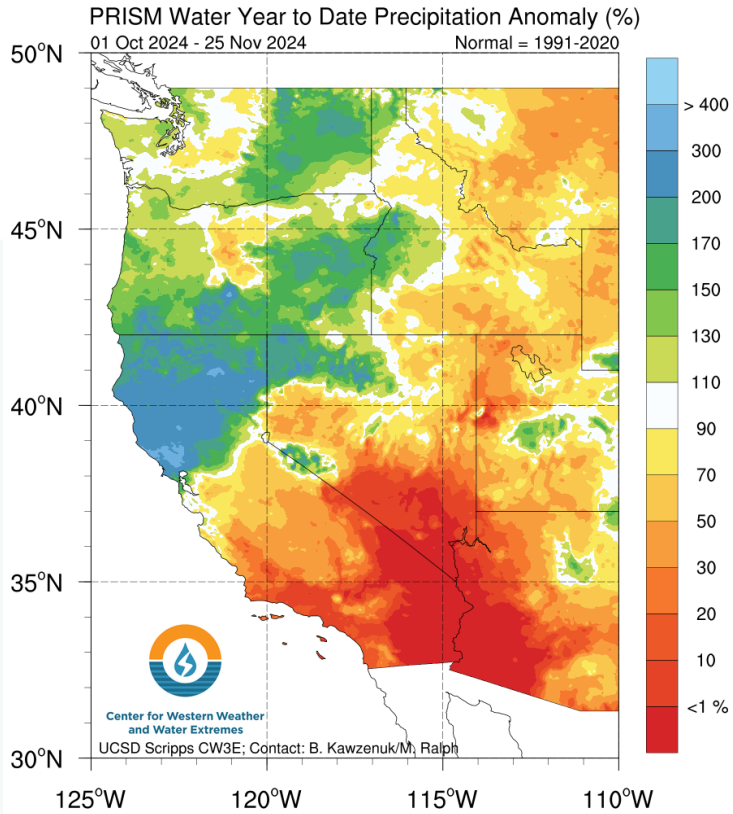 PRISM Water Year to Date Precipitation Anomaly (%)
01 Oct 2024 - 25 Nov 2024 Normal = 1991-2020
50°N
45°N
40°N
35°N
30°N
125°W 120°W 115°W 110°W
> 400
300
200
170
150
130
110
90
70
50
30
20
10
<1 %
Center for Western Weather
and Water Extremes
UCSD Scripps CW3E; Contact: B. Kawzenuk/M. Ralph